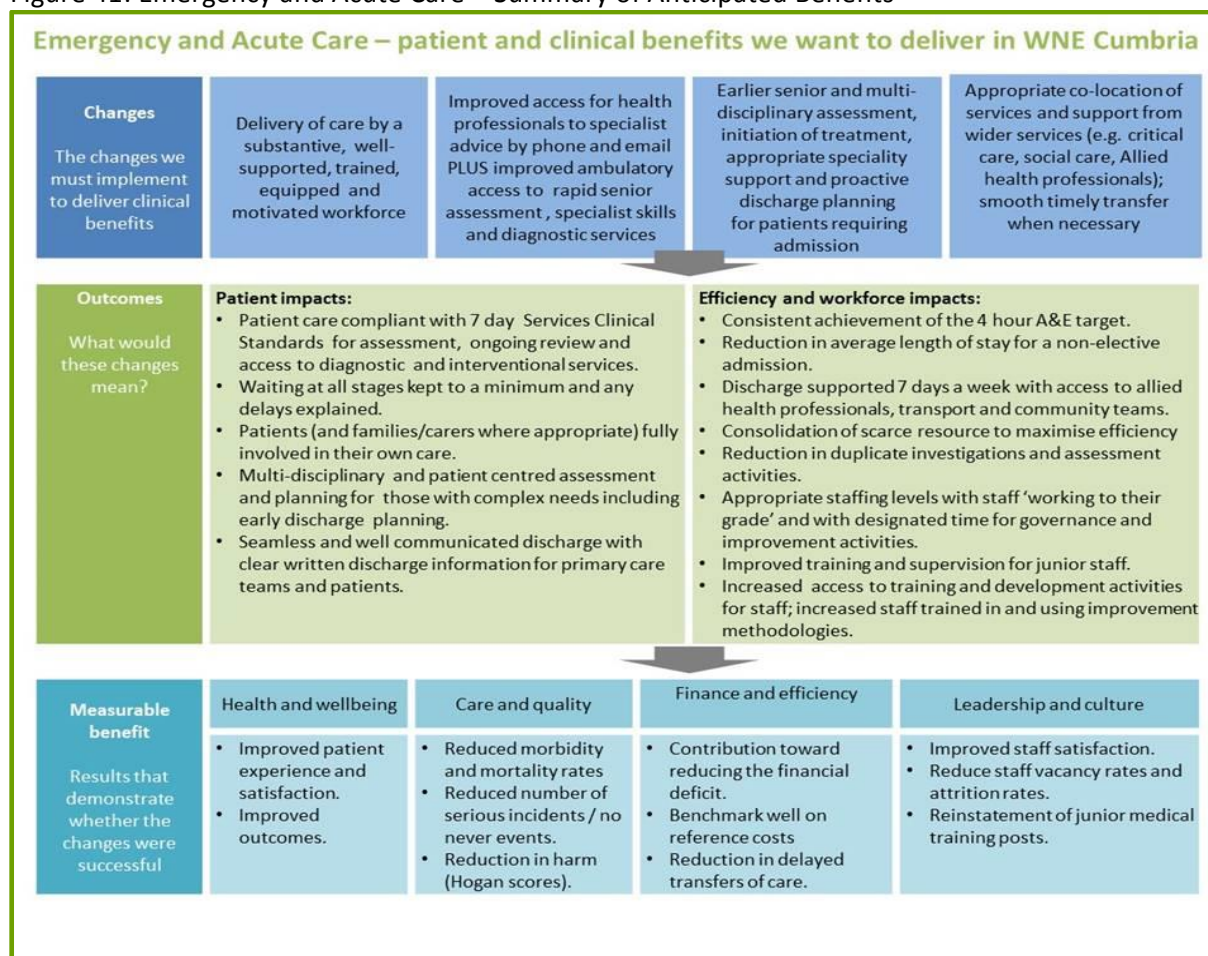 Figure 41: Emergency and Acute Care – Summary of Anticipated Benefits
Emergency and Acute Care – patient and clinical benefits we want to deliver in WNE Cumbria
Changes
The changes we
must implement
to deliver clinical
benefits
Delivery of care by a
substantive, well-
supported, trained,
equipped and
motivated workforce
Improved access for health
professionals to specialist
advice by phone and email
PLUS improved ambulatory
access to rapid senior
assessment , specialist skills
and diagnostic services
Earlier senior and multi-
disciplinary assessment,
initiation of treatment,
appropriate speciality
support and proactive
discharge planning
for patients requiring
admission
Appropriate co-location of
services and support from
wider services (e.g. critical
care, social care, Allied
health professionals);
smooth timely transfer
when necessary
Outcomes
What would
these changes
mean?
Patient impacts:
• Patient care compliant with 7 day Services Clinical
Standards for assessment, ongoing review and
access to diagnostic and interventional services.
• Waiting at all stages kept to a minimum and any
delays explained.
• Patients (and families/carers where appropriate) fully
involved in their own care.
• Multi-disciplinary and patient centred assessment
and planning for those with complex needs including
early discharge planning.
• Seamless and well communicated discharge with
clear written discharge information for primary care
teams and patients.
Efficiency and workforce impacts:
• Consistent achievement of the 4 hour A&E target.
• Reduction in average length of stay for a non-elective
admission.
• Discharge supported 7 days a week with access to allied
health professionals, transport and community teams.
• Consolidation of scarce resource to maximise efficiency
• Reduction in duplicate investigations and assessment
activities.
• Appropriate staffing levels with staff ‘working to their
grade’ and with designated time for governance and
improvement activities.
• Improved training and supervision for junior staff.
• Increased access to training and development activities
for staff; increased staff trained in and using improvement
methodologies.
Measurable
benefit
Results that
demonstrate
whether the
changes were
successful
Health and wellbeing
• Improved patient
experience and
satisfaction.
• Improved
outcomes.
Care and quality
• Reduced morbidity
and mortality rates
• Reduced number of
serious incidents / no
never events.
• Reduction in harm
(Hogan scores).
Finance and efficiency
• Contribution toward
reducing the financial
deficit.
• Benchmark well on
reference costs
• Reduction in delayed
transfers of care.
Leadership and culture
• Improved staff satisfaction.
• Reduce staff vacancy rates and
attrition rates.
• Reinstatement of junior medical
training posts.